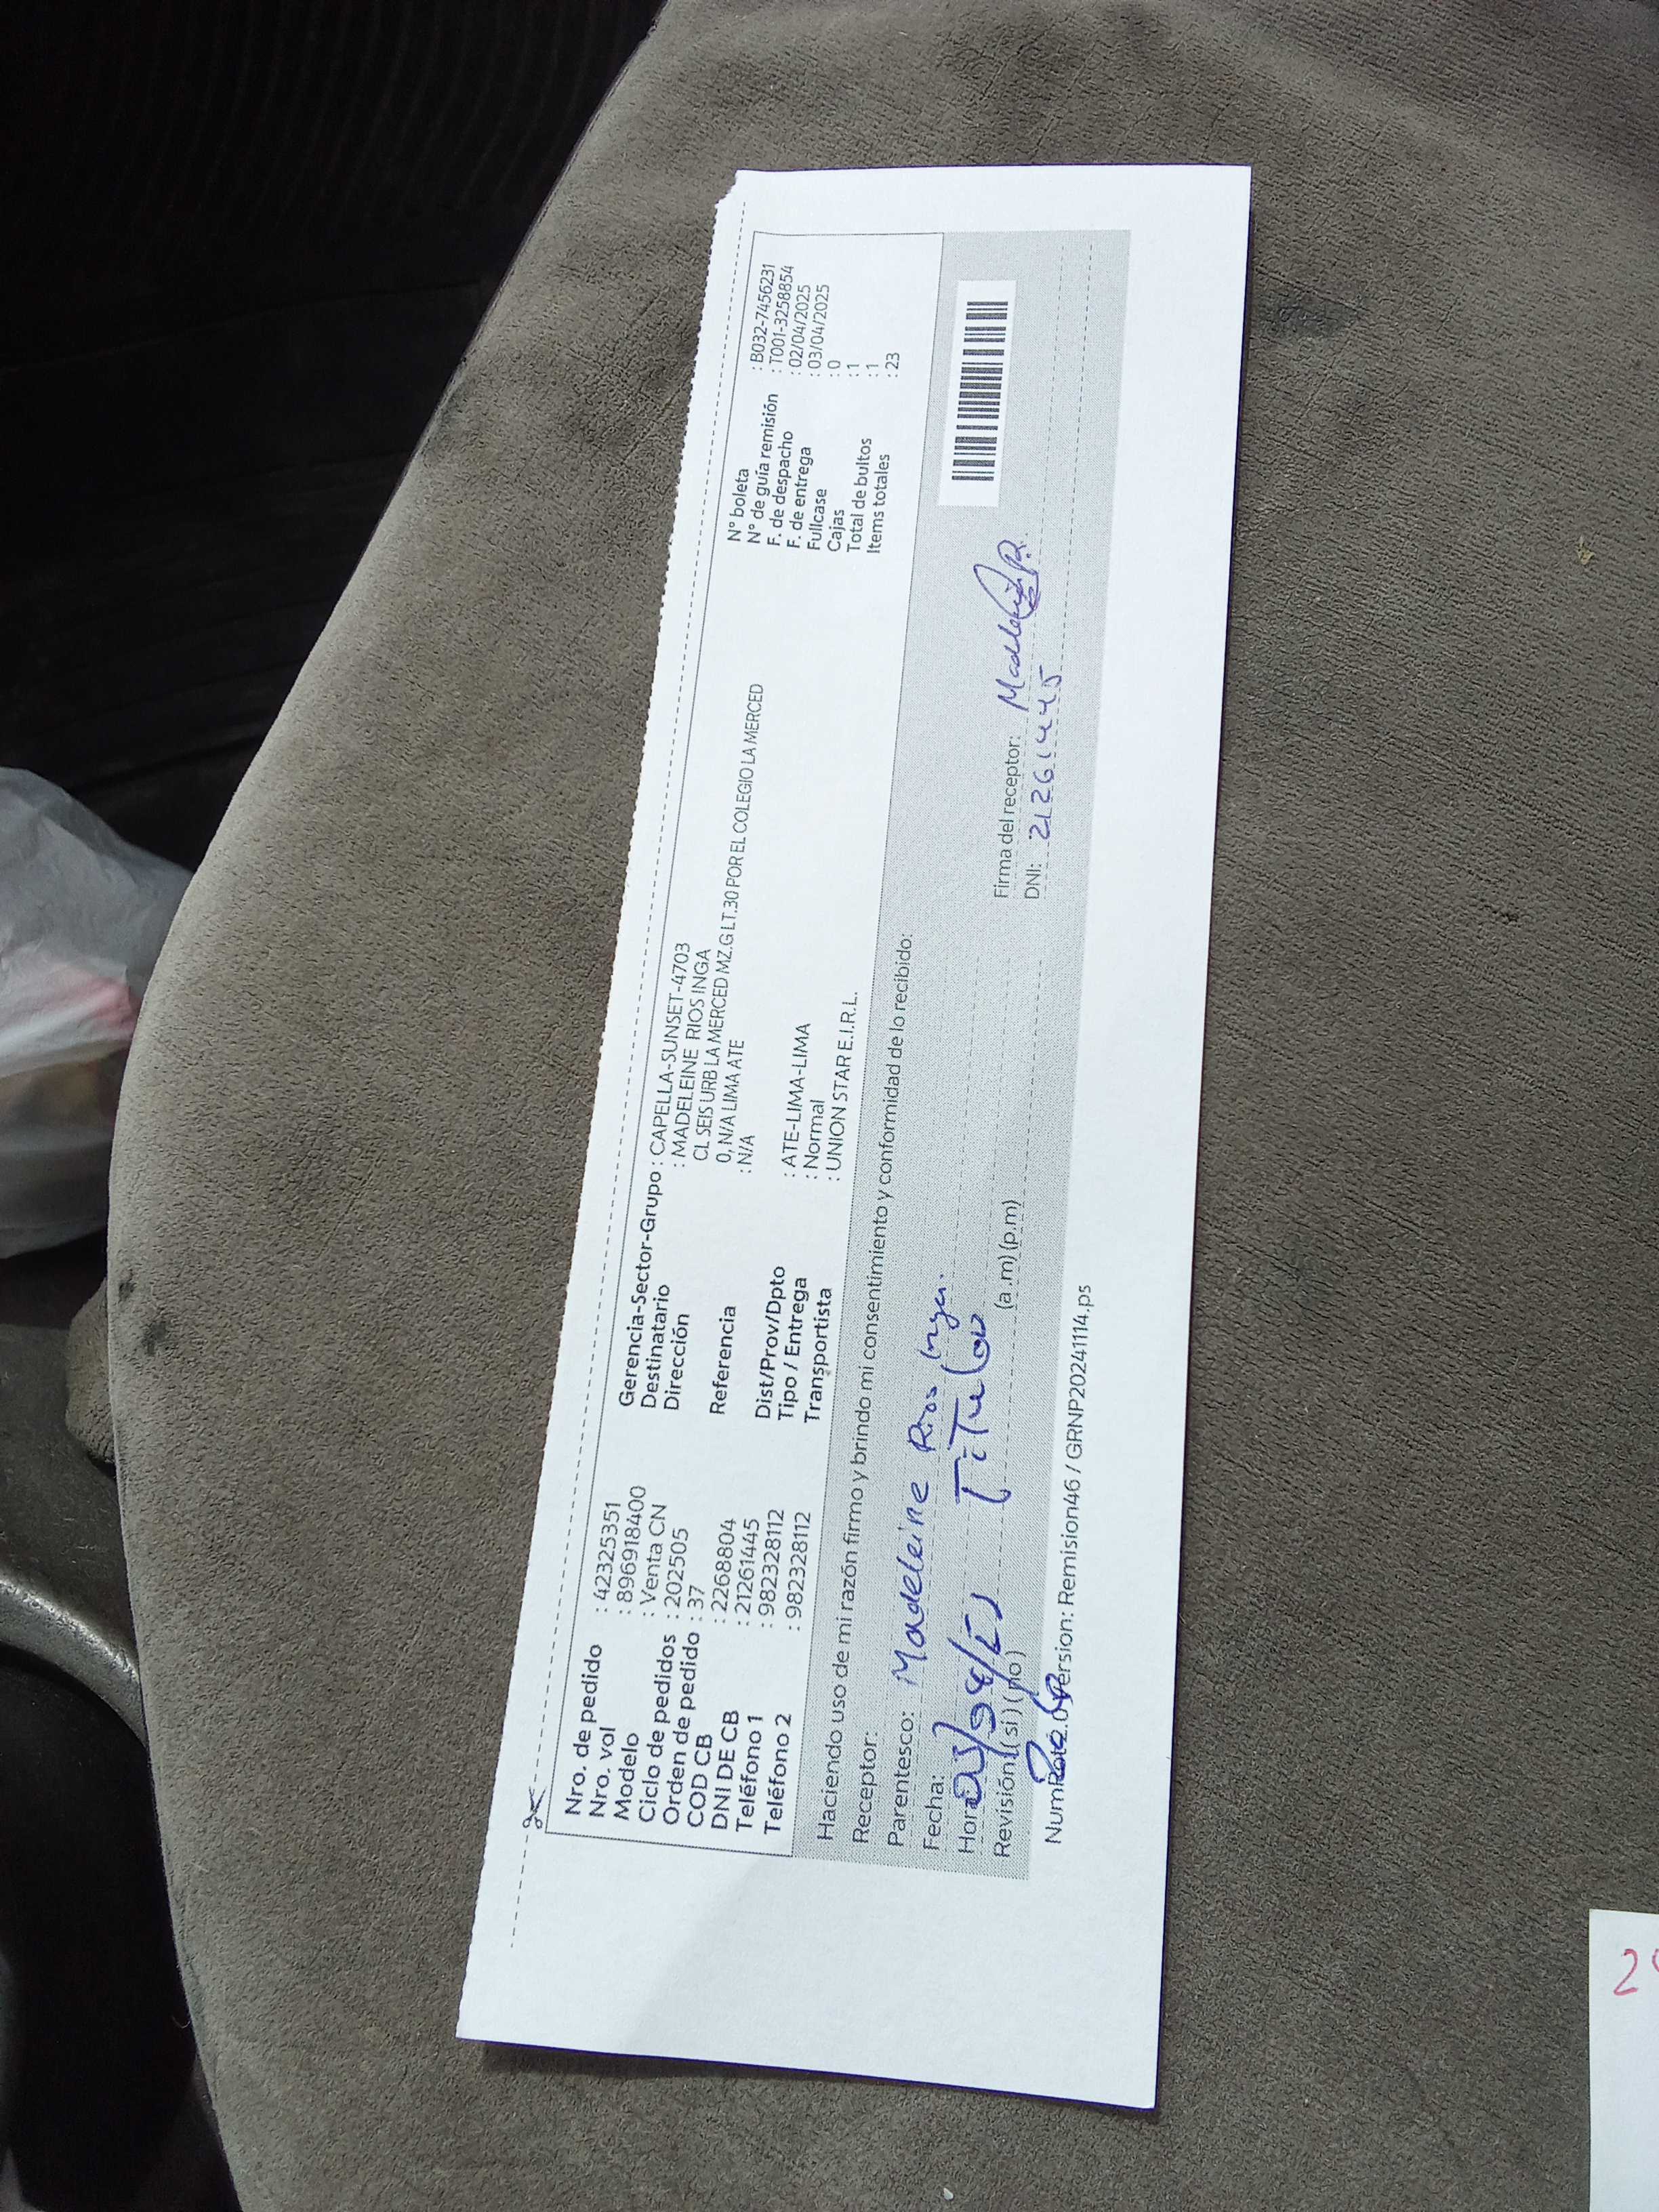 Nro. de pedido : 42325351
Nro. vol : 896918400
Modelo : Venta CN
Ciclo de pedidos : 202505
Orden de pedido : 37
COD CB : 2268804
DNI DE CB : 21261445
Teléfono 1 : 982328112
Teléfono 2 : 982328112
Gerencia-Sector-Grupo : CAPELLA-SUNSET-4703
Destinatario : MADELEINE RIOS INGA
Dirección CL SEIS URB LA MERCED MZ.G LT.30 POR EL COLEGIO LA MERCED
0, N/A LIMA ATE
Referencia : N/A
Dist/Prov/Dpto : ATE-LIMA-LIMA
Tipo / Entrega : Normal
Transportista : UNION STAR E.I.R.L.
N° boleta : B032-7456231
N° de guía remisión : T001-3258854
F. de despacho : 02/04/2025
F. de entrega : 03/04/2025
Fullcase : 0
Cajas : 1
Total de bultos : 1
Items totales : 23
Haciendo uso de mi razón firmo y brindo mi consentimiento y conformidad de lo recibido:
Receptor: Madeleine Rios Inga.
Parentesco: TiTulov
Fecha:
Hora: (a.m) (p.m)
Revisión: (si) (no)
Firma del receptor: Madle R.
DNI: 21261445
Version: Remision46 / GRNP20241114.ps